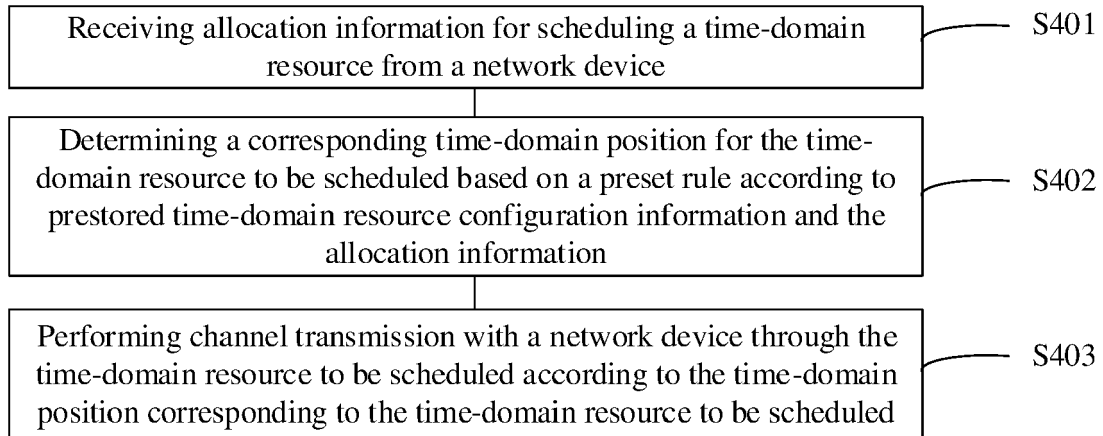 Receiving allocation information for scheduling a time-domain
resource from a network device
S401
Determining a corresponding time-domain position for the time-
domain resource to be scheduled based on a preset rule according to
prestored time-domain resource configuration information and the
allocation information
S402
Performing channel transmission with a network device through the
time-domain resource to be scheduled according to the time-domain
position corresponding to the time-domain resource to be scheduled
S403